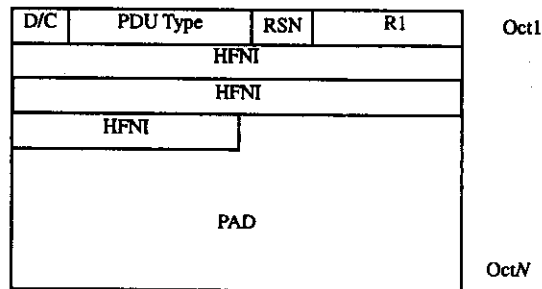 D/C PDU Type RSN R1 Oct1
HFNI
HFNI
HFNI
PAD
OctN